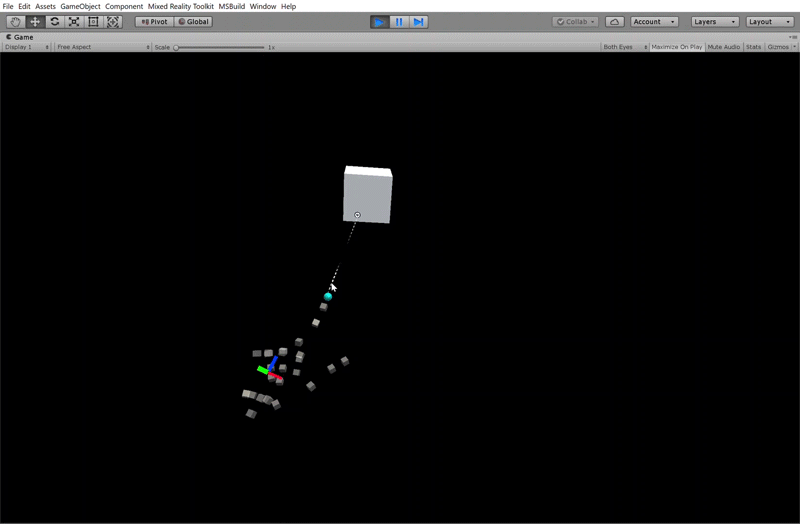 File Edit Assets GameObject Component Mixed Reality Toolkit MSBuild Window Help
Pivot Global Collab Account Layers Layout
Game
Display 1 Free Aspect Scale 1x Both Eyes Maximize On Play Mute Audio Stats Gizmos